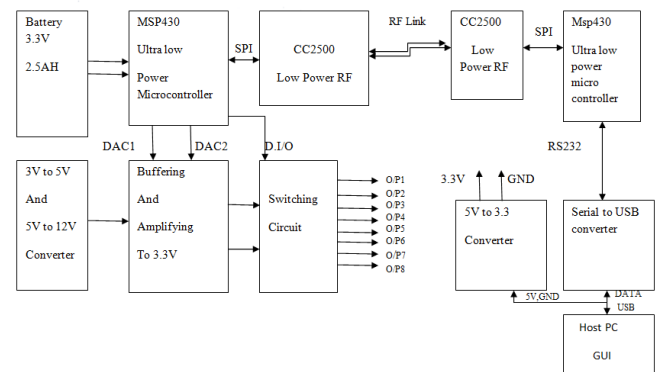 Battery
3.3V
2.5AH
MSP430
Ultra low
Power
Microcontroller
SPI
CC2500
Low Power RF
RF Link
CC2500
Low
Power RF
SPI
Msp430
Ultra low
power
micro
controller
DAC1
DAC2
D.I/O
RS232
3V to 5V
And
5V to 12V
Converter
Buffering
And
Amplifying
To 3.3V
Switching
Circuit
O/P1
O/P2
O/P3
O/P4
O/P5
O/P6
O/P7
O/P8
3.3V
GND
5V to 3.3
Converter
Serial to USB
converter
5V,GND
DATA
USB
Host PC
GUI